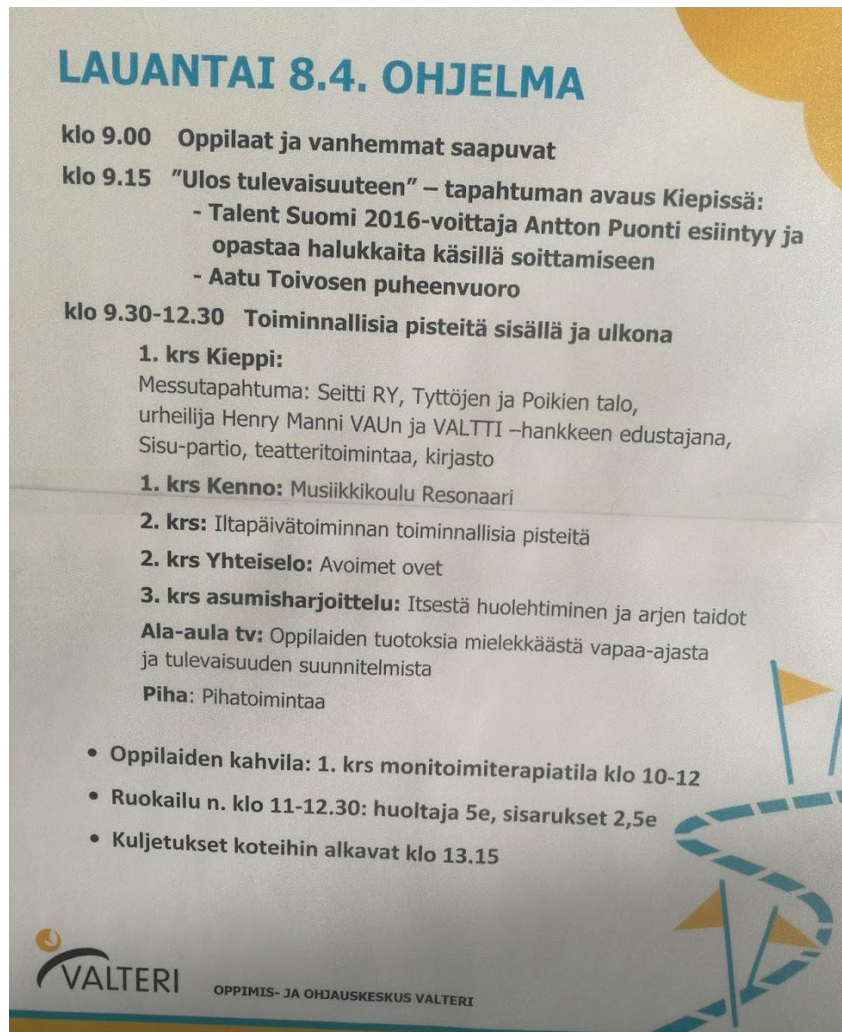 LAUANTAI 8.4. OHJELMA
klo 9.00 Oppilaat ja vanhemmat saapuvat
klo 9.15 ”Ulos tulevaisuuteen” – tapahtuman avaus Kiepissä:
- Talent Suomi 2016-voittaja Antton Puonti esiintyy ja
opastaa halukkaita käsillä soittamiseen
- Aatu Toivosen puheenvuoro
klo 9.30-12.30 Toiminnallisia pisteitä sisällä ja ulkona
1. krs Kieppi:
Messutapahtuma: Seitti RY, Tyttöjen ja Poikien talo,
urheilija Henry Manni VAUn ja VALTTI –hankkeen edustajana,
Sisu-partio, teatteritoimintaa, kirjasto
1. krs Kenno: Musiikkikoulu Resonaari
2. krs: Iltapäivätoiminnan toiminnallisia pisteitä
2. krs Yhteiselo: Avoimet ovet
3. krs asumisharjoittelu: Itsestä huolehtiminen ja arjen taidot
Ala-aula tv: Oppilaiden tuotoksia mielekkäästä vapaa-ajasta
ja tulevaisuuden suunnitelmista
Piha: Pihatoimintaa
• Oppilaiden kahvila: 1. krs monitoimiterapiatila klo 10-12
• Ruokailu n. klo 11-12.30: huoltaja 5e, sisarukset 2,5e
• Kuljetukset koteihin alkavat klo 13.15
VALTERI OPPIMIS- JA OHJAUSKESKUS VALTERI